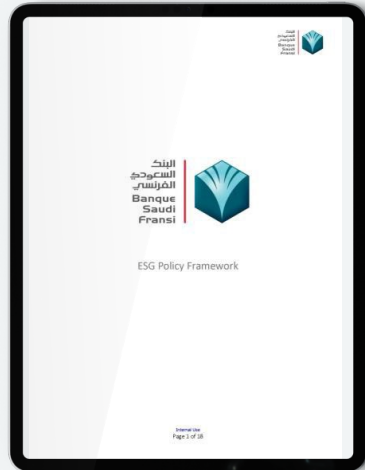 البنك
السعودي
الفرنسي
Banque
Saudi
Fransi
البنك
السعودي
الفرنسي
Banque
Saudi
Fransi
ESG Policy Framework
Internal Use
Page 1 of 18